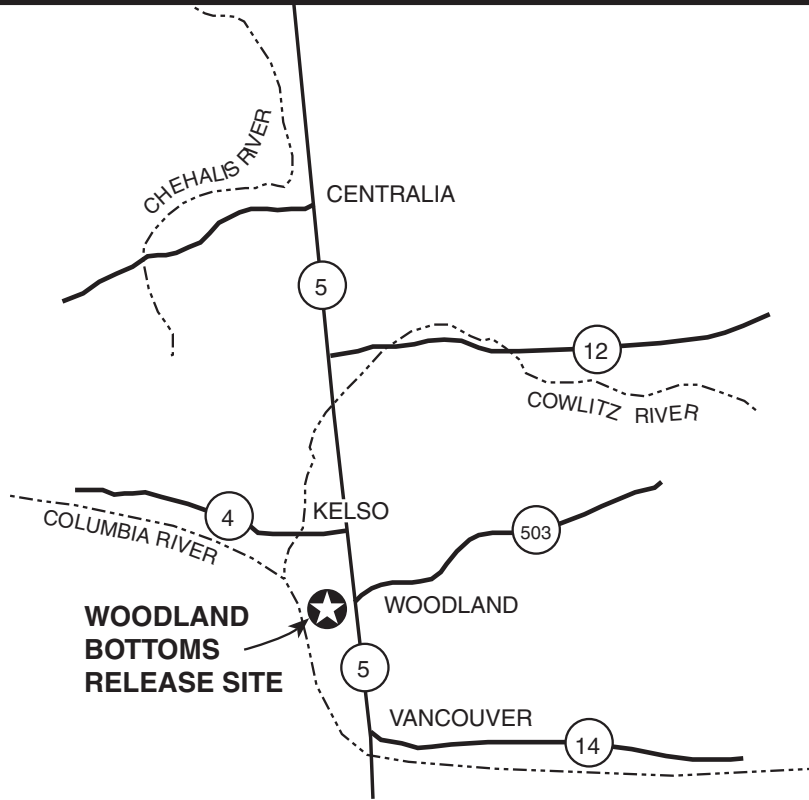 CHEHALIS RIVER
CENTRALIA
5
12
COWLITZ RIVER
KELSO
4
503
COLUMBIA RIVER
WOODLAND
WOODLAND
BOTTOMS
RELEASE SITE
5
VANCOUVER
14